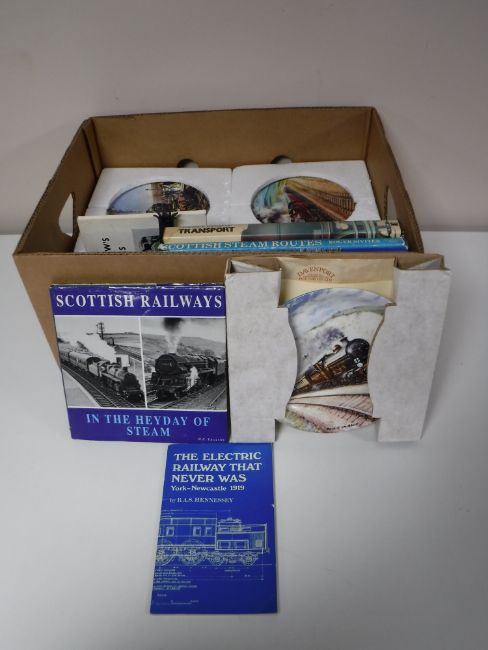 TRANSPORT
SCOTTISH STEAM ROUTES
SCOTTISH RAILWAYS
IN THE HEYDAY OF
STEAM
DAVENPORT
THE ELECTRIC
RAILWAY THAT
NEVER WAS
York-Newcastle 1919
by R.A.S. HENNESSEY